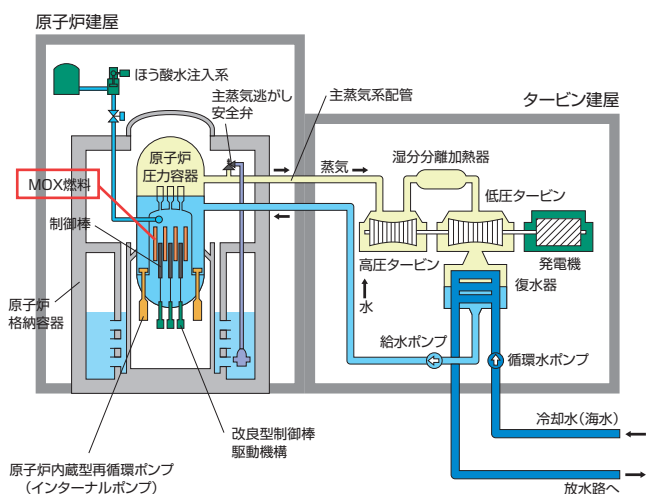 原子炉建屋
ほう酸水注入系
主蒸気逃がし
安全弁
主蒸気系配管
タービン建屋
原子炉
圧力容器
蒸気
湿分分離加熱器
MOX燃料
低圧タービン
制御棒
高圧タービン
発電機
復水器
水
原子炉
格納容器
給水ポンプ
循環水ポンプ
冷却水(海水)
改良型制御棒
駆動機構
原子炉内蔵型再循環ポンプ
(インターナルポンプ)
放水路へ